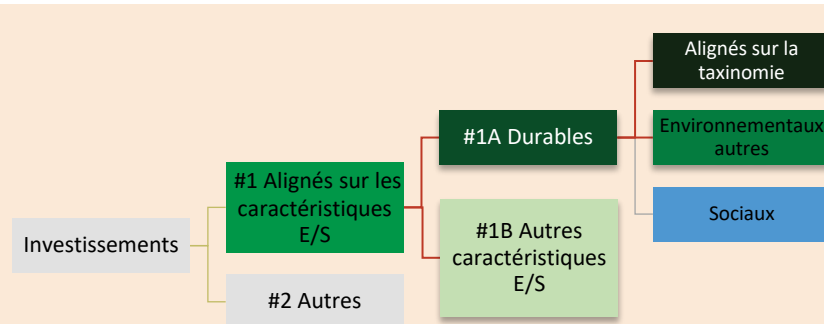 Investissements
#1 Alignés sur les
caractéristiques
E/S
#2 Autres
#1A Durables
#1B Autres
caractéristiques
E/S
Alignés sur la
taxinomie
Environnementaux
autres
Sociaux